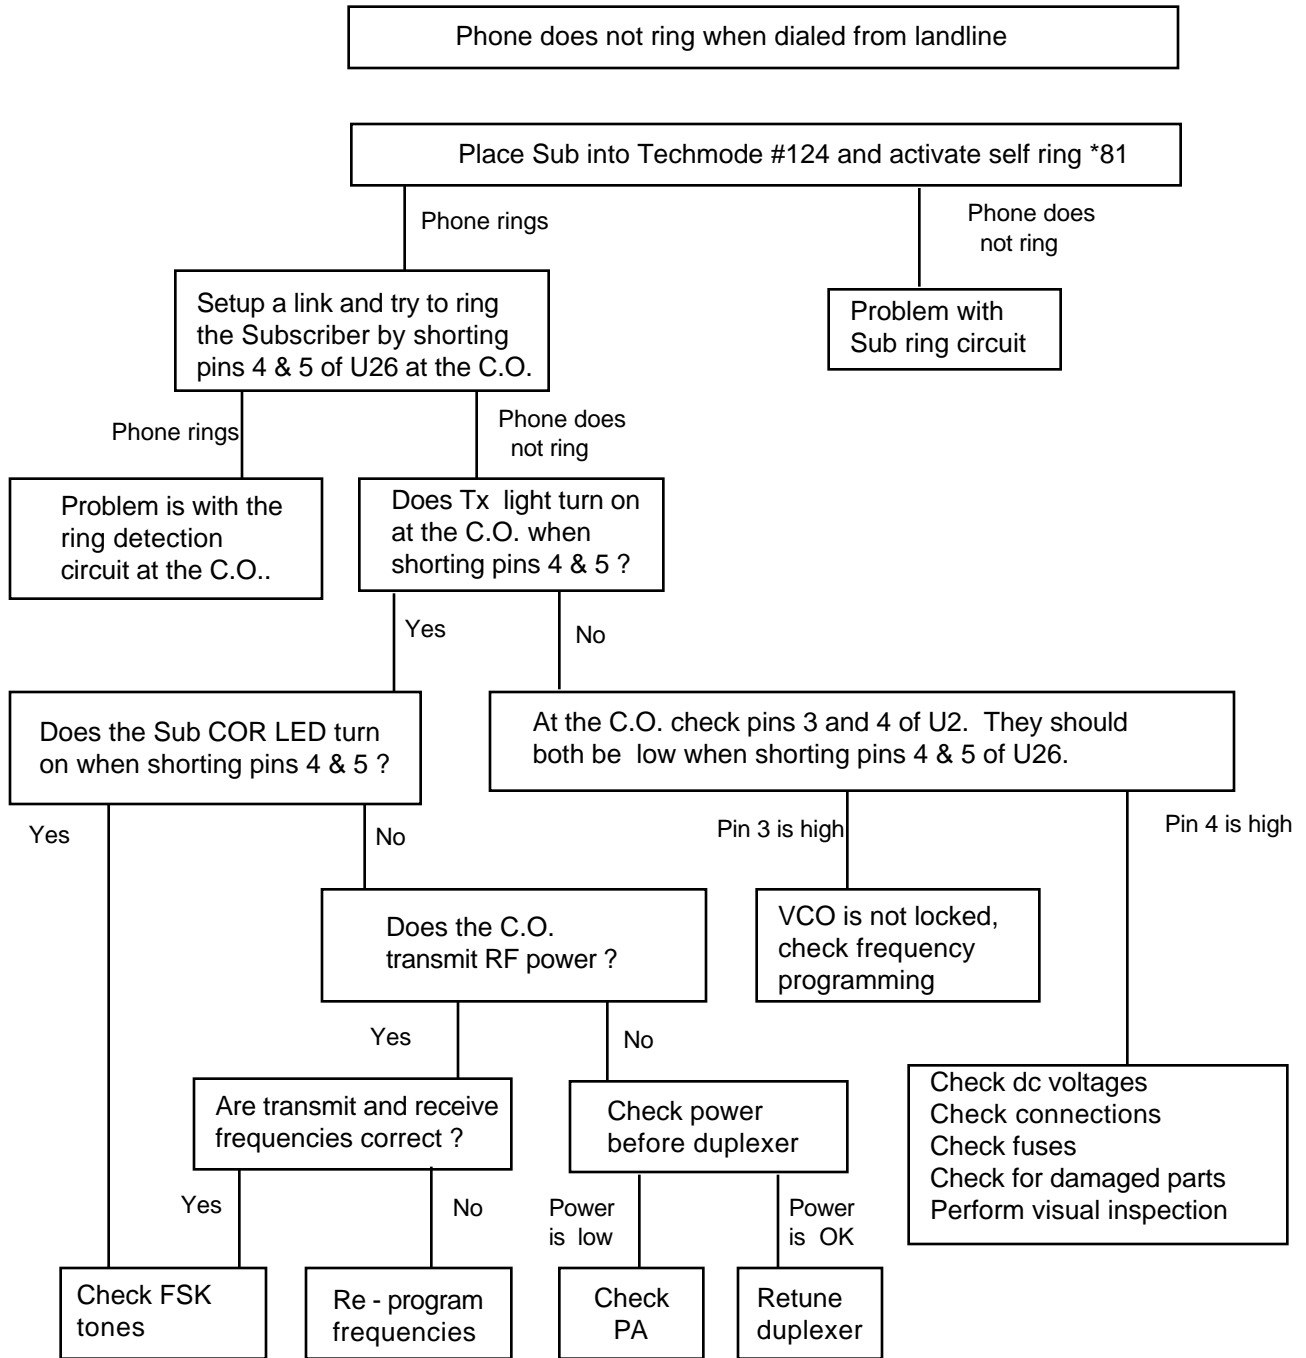 Phone does not ring when dialed from landline
Place Sub into Techmode #124 and activate self ring *81
Phone rings
Phone does
not ring
Setup a link and try to ring
the Subscriber by shorting
pins 4 & 5 of U26 at the C.O.
Problem with
Sub ring circuit
Phone rings
Phone does
not ring
Problem is with the
ring detection
circuit at the C.O..
Does Tx light turn on
at the C.O. when
shorting pins 4 & 5 ?
Yes
No
Does the Sub COR LED turn
on when shorting pins 4 & 5 ?
At the C.O. check pins 3 and 4 of U2. They should
both be low when shorting pins 4 & 5 of U26.
Yes
No
Pin 3 is high
Pin 4 is high
Does the C.O.
transmit RF power ?
VCO is not locked,
check frequency
programming
Yes
No
Are transmit and receive
frequencies correct ?
Check power
before duplexer
Check dc voltages
Check connections
Check fuses
Check for damaged parts
Perform visual inspection
Yes
No
Power
is low
Power
is OK
Check FSK
tones
Re - program
frequencies
Check
PA
Retune
duplexer